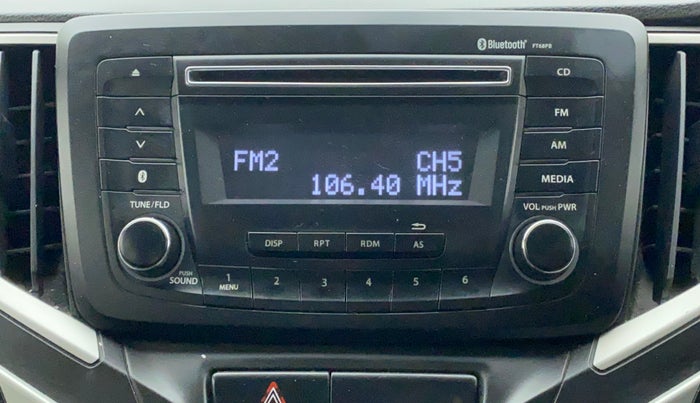 Bluetooth® FT68PD
CD
FM
AM
MEDIA
FM2 CH5
106.40 MHz
TUNE/FLD
VOL PUSH PWR
DISP RPT RDM AS
PUSH SOUND
1 MENU 2 3 4 5 6